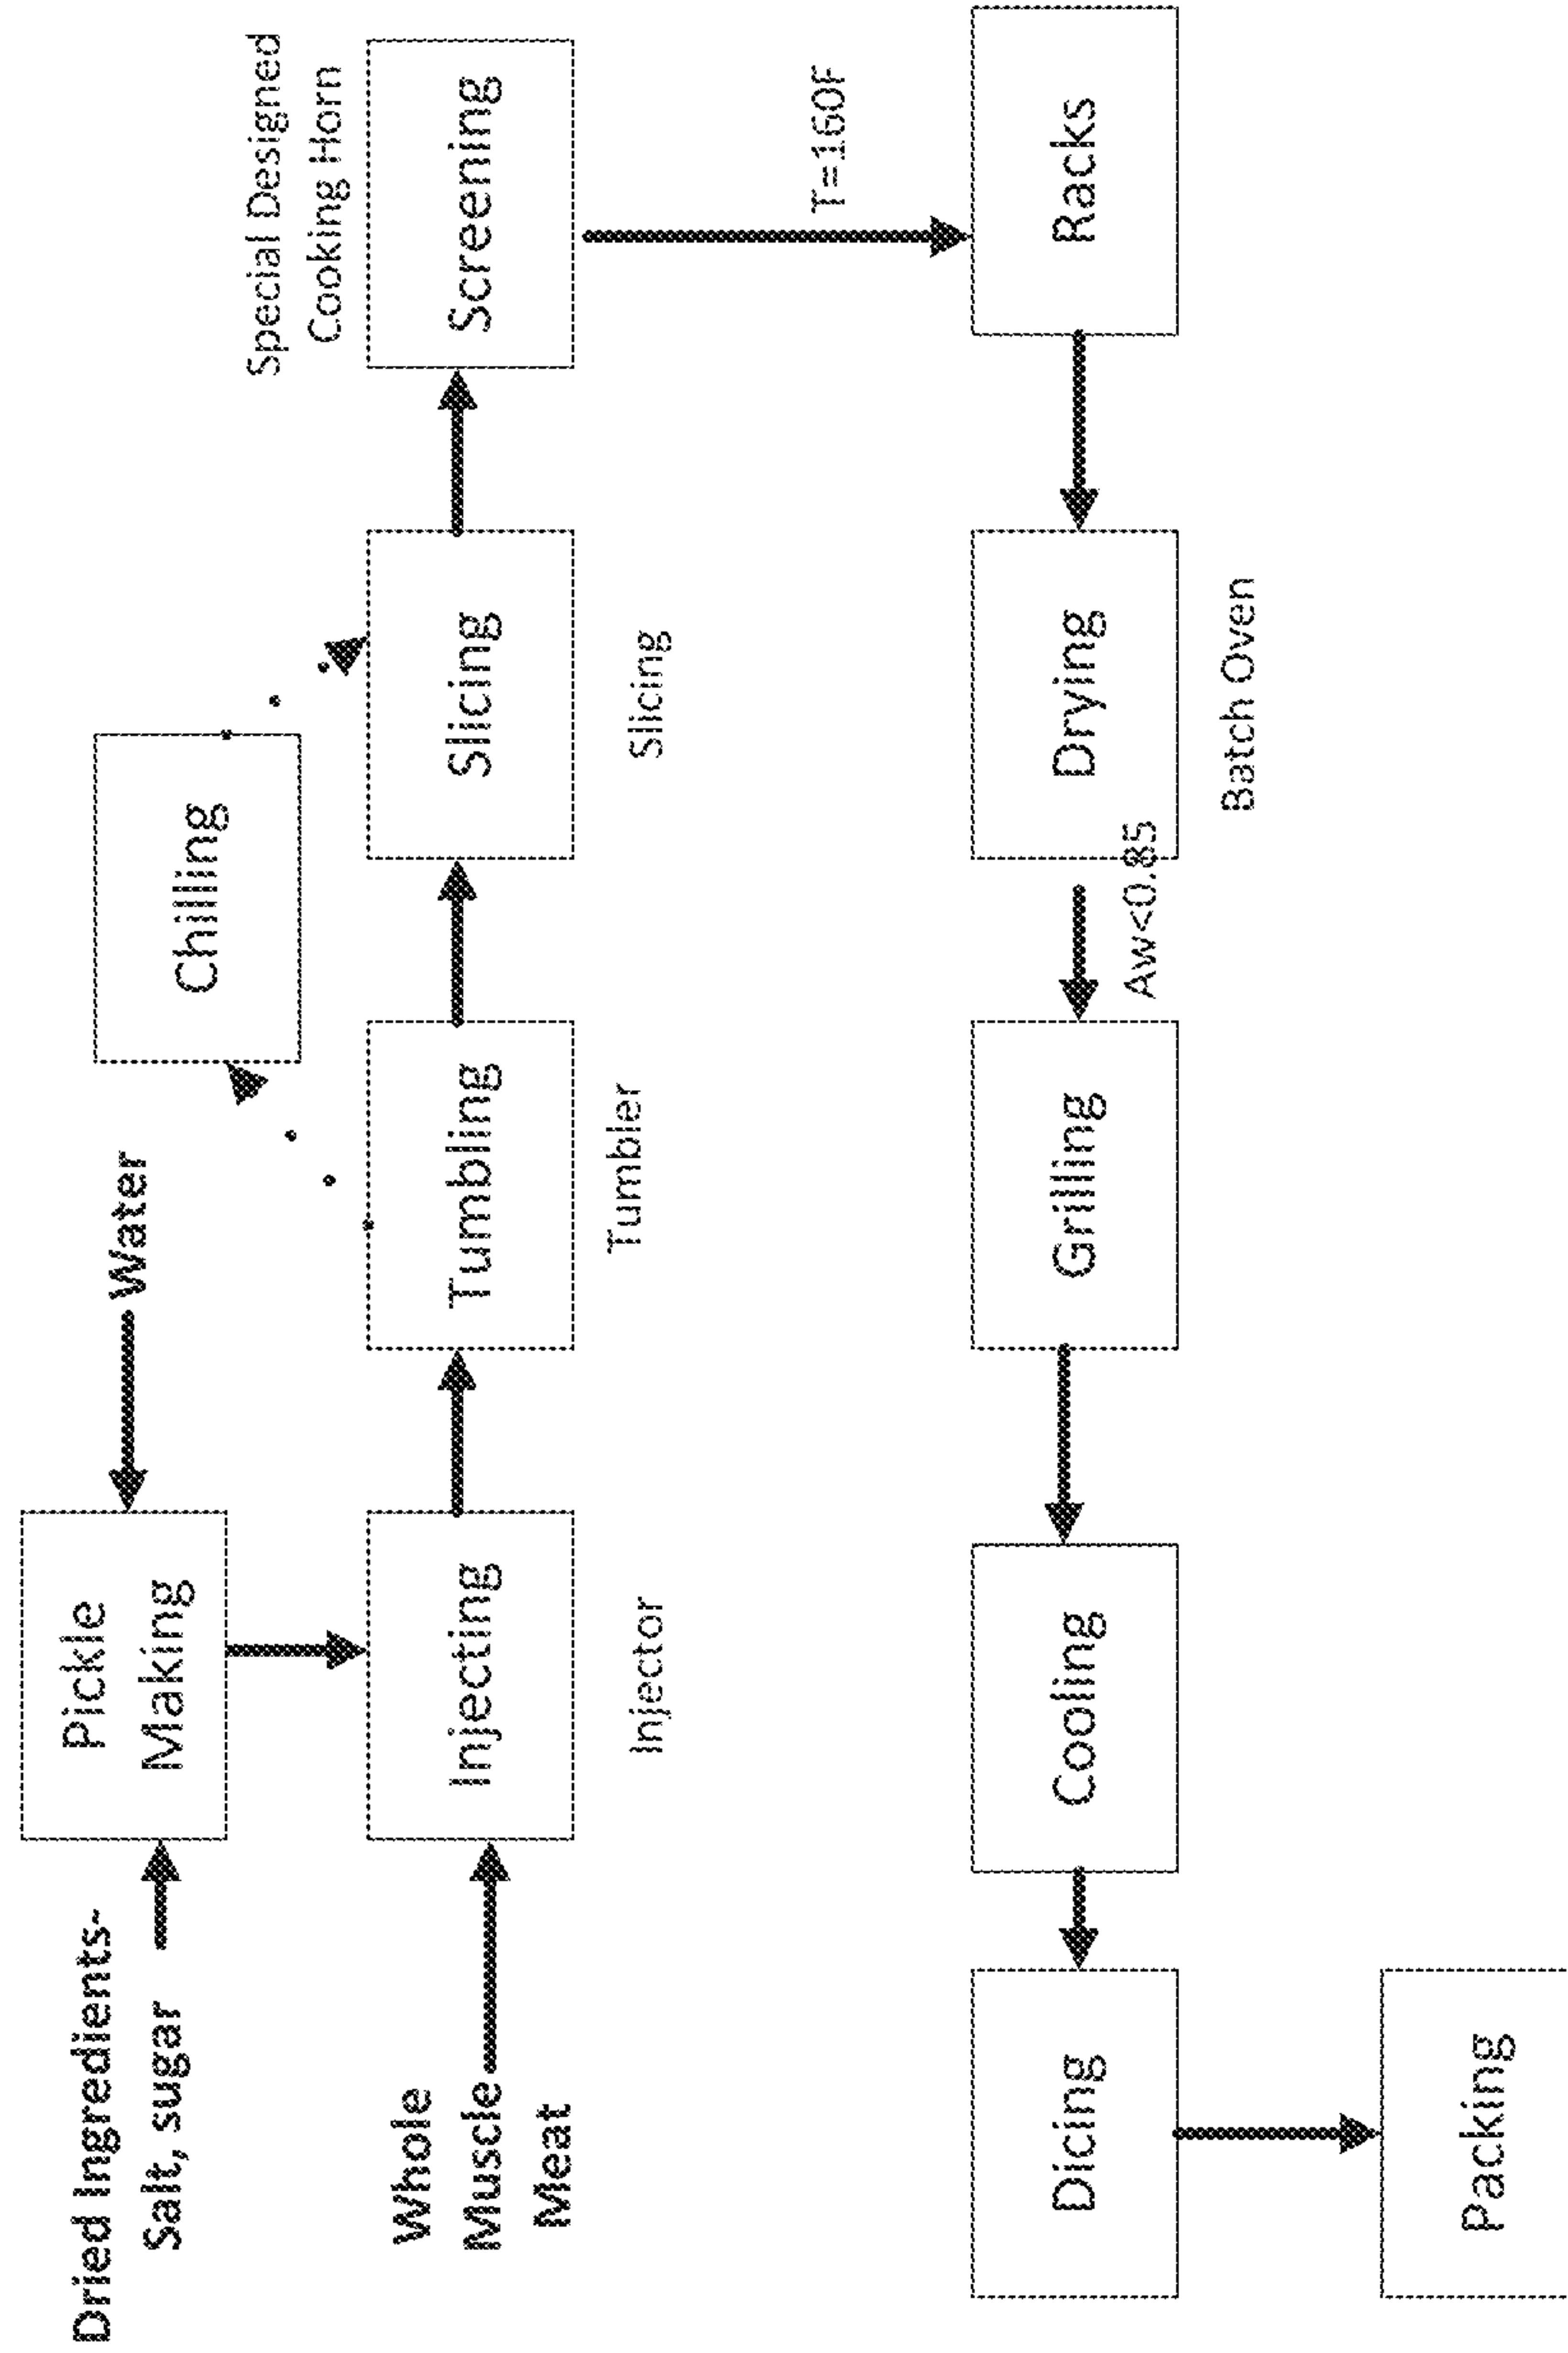 Dried Ingredients-
Salt, sugar
Pickle
Making
Water
Chilling
Special Designed
Cooking Horn
Whole
Muscle
Meat
Injecting
Tumbling
Slicing
Screening
Injector
Tumbler
Slicing
T=160F
Dicing
Cooling
Grilling
Drying
Racks
Aw<0.85
Batch Oven
Packing